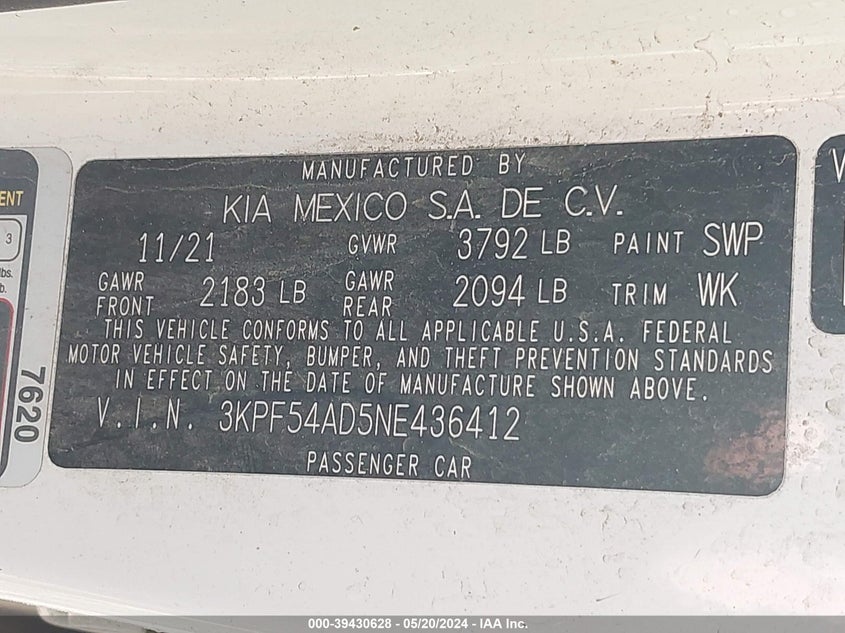 MANUFACTURED BY
KIA MEXICO S.A. DE C.V.
11/21 GVWR 3792 LB PAINT SWP
GAWR FRONT 2183 LB GAWR REAR 2094 LB TRIM WK
THIS VEHICLE CONFORMS TO ALL APPLICABLE U.S.A. FEDERAL
MOTOR VEHICLE SAFETY, BUMPER, AND THEFT PREVENTION STANDARDS
IN EFFECT ON THE DATE OF MANUFACTURE SHOWN ABOVE.
V.I.N. 3KPF54AD5NE436412
PASSENGER CAR
ENT
3
lbs.
b.
7620
V
000-39430628 - 05/20/2024 - IAA Inc.